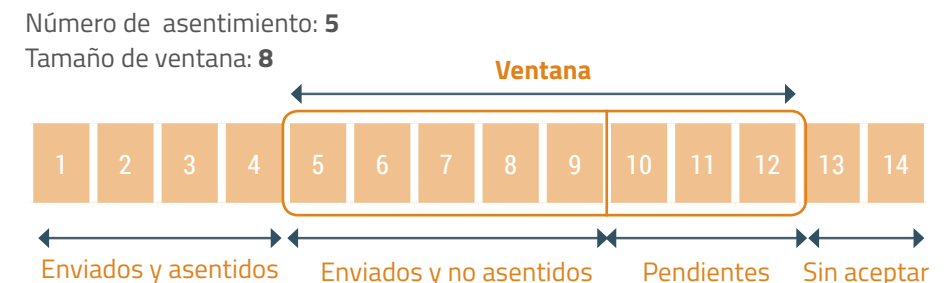 Número de asentimiento: 5
Tamaño de ventana: 8
Ventana
1 2 3 4 5 6 7 8 9 10 11 12 13 14
Enviados y asentidos Enviados y no asentidos Pendientes Sin aceptar